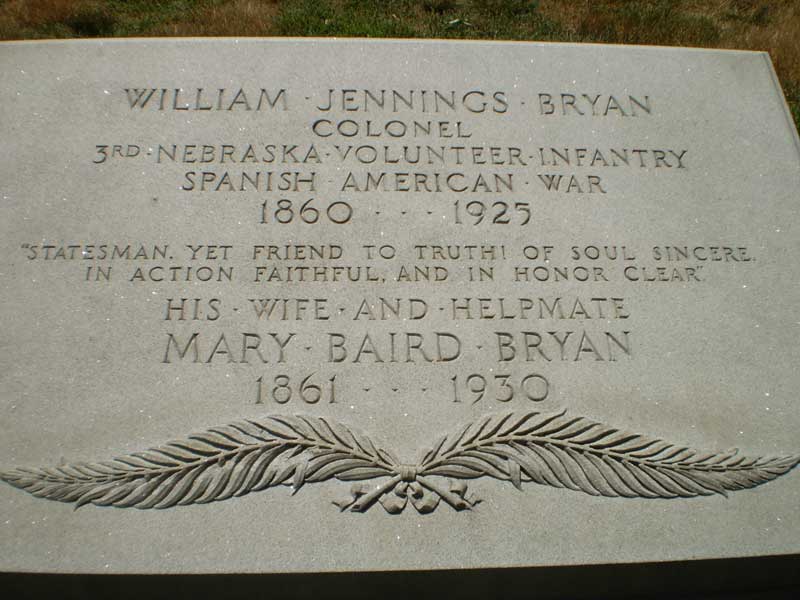 WILLIAM · JENNINGS · BRYAN
COLONEL
3RD · NEBRASKA · VOLUNTEER · INFANTRY
SPANISH · AMERICAN · WAR
1860 · · · 1925
"STATESMAN, YET FRIEND TO TRUTH! OF SOUL SINCERE,
IN ACTION FAITHFUL, AND IN HONOR CLEAR"
HIS · WIFE · AND · HELPMATE
MARY · BAIRD · BRYAN
1861 · · · 1930